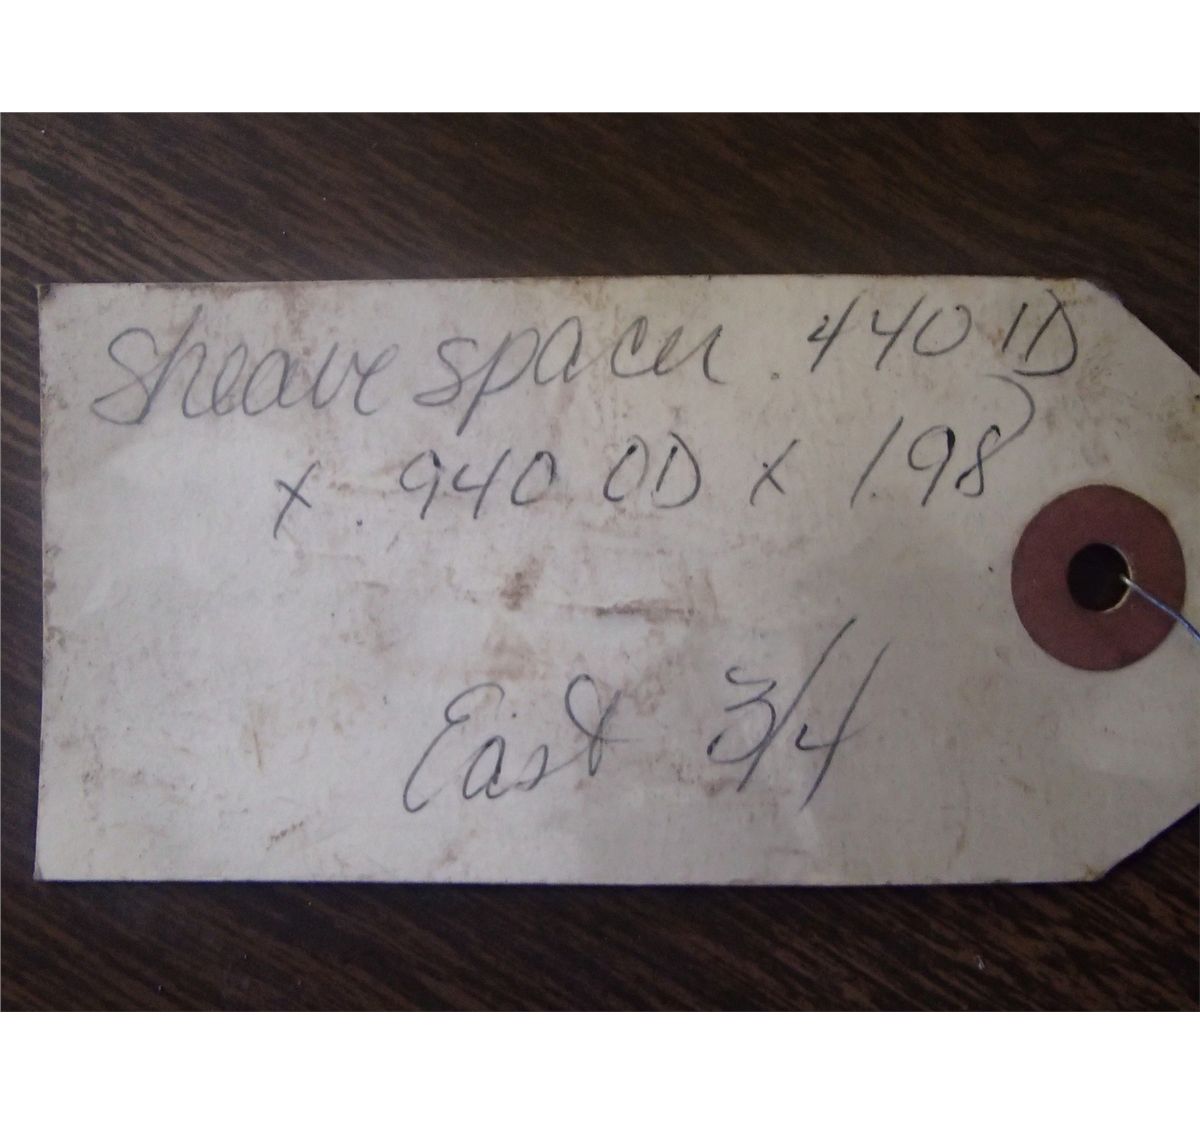 Sheave spacer .440 ID
x .940 OD x 1.98
East 3/4